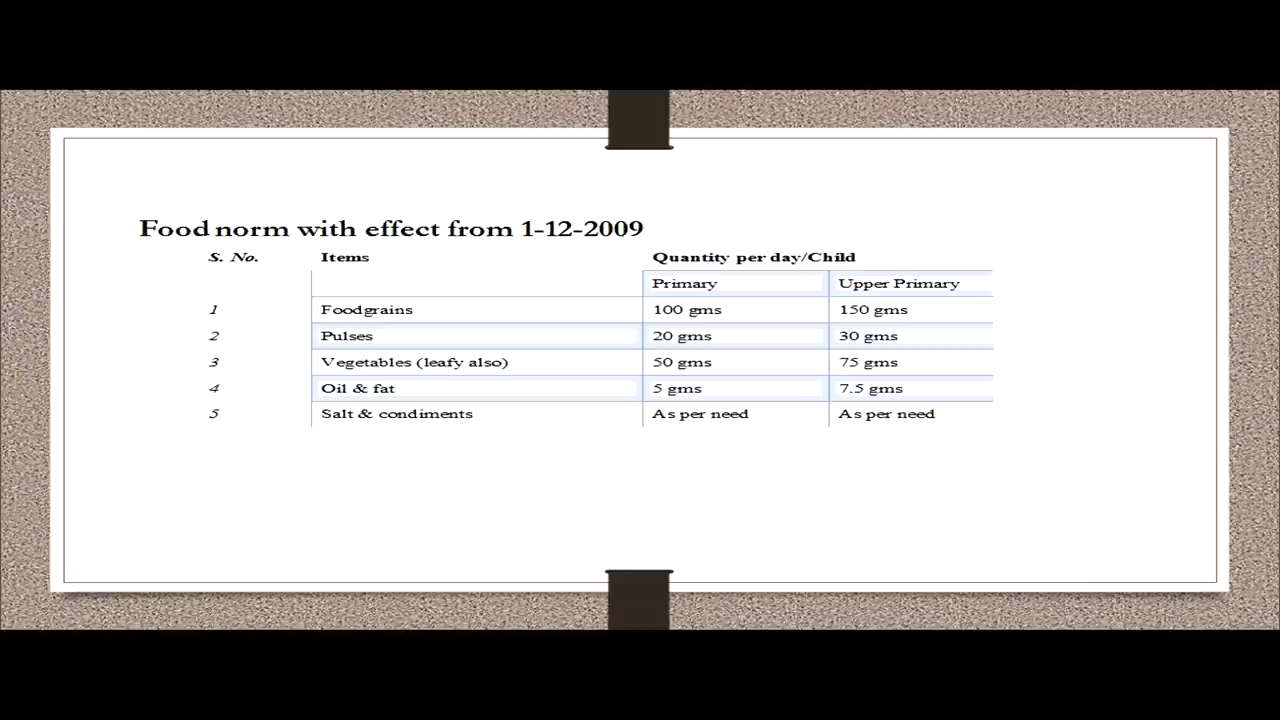 Food norm with effect from 1-12-2009
S. No. Items Quantity per day/Child
Primary Upper Primary
1 Foodgrains 100 gms 150 gms
2 Pulses 20 gms 30 gms
3 Vegetables (leafy also) 50 gms 75 gms
4 Oil & fat 5 gms 7.5 gms
5 Salt & condiments As per need As per need